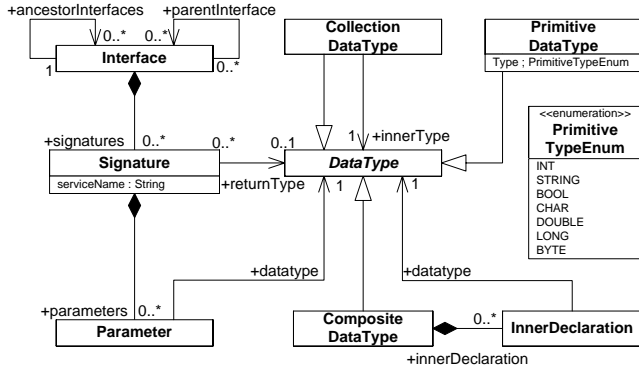 +ancestorInterfaces
+parentInterface
0..*
0..*
Interface
1
0..*
Collection
DataType
Primitive
DataType
Type ; PrimitiveTypeEnum
<<enumeration>>
Primitive
TypeEnum
INT
STRING
BOOL
CHAR
DOUBLE
LONG
BYTE
+signatures
0..*
0..*
0..1
1
+innerType
Signature
serviceName : String
+returnType
DataType
1
1
+datatype
+datatype
+parameters
0..*
Parameter
Composite
DataType
0..*
InnerDeclaration
+innerDeclaration